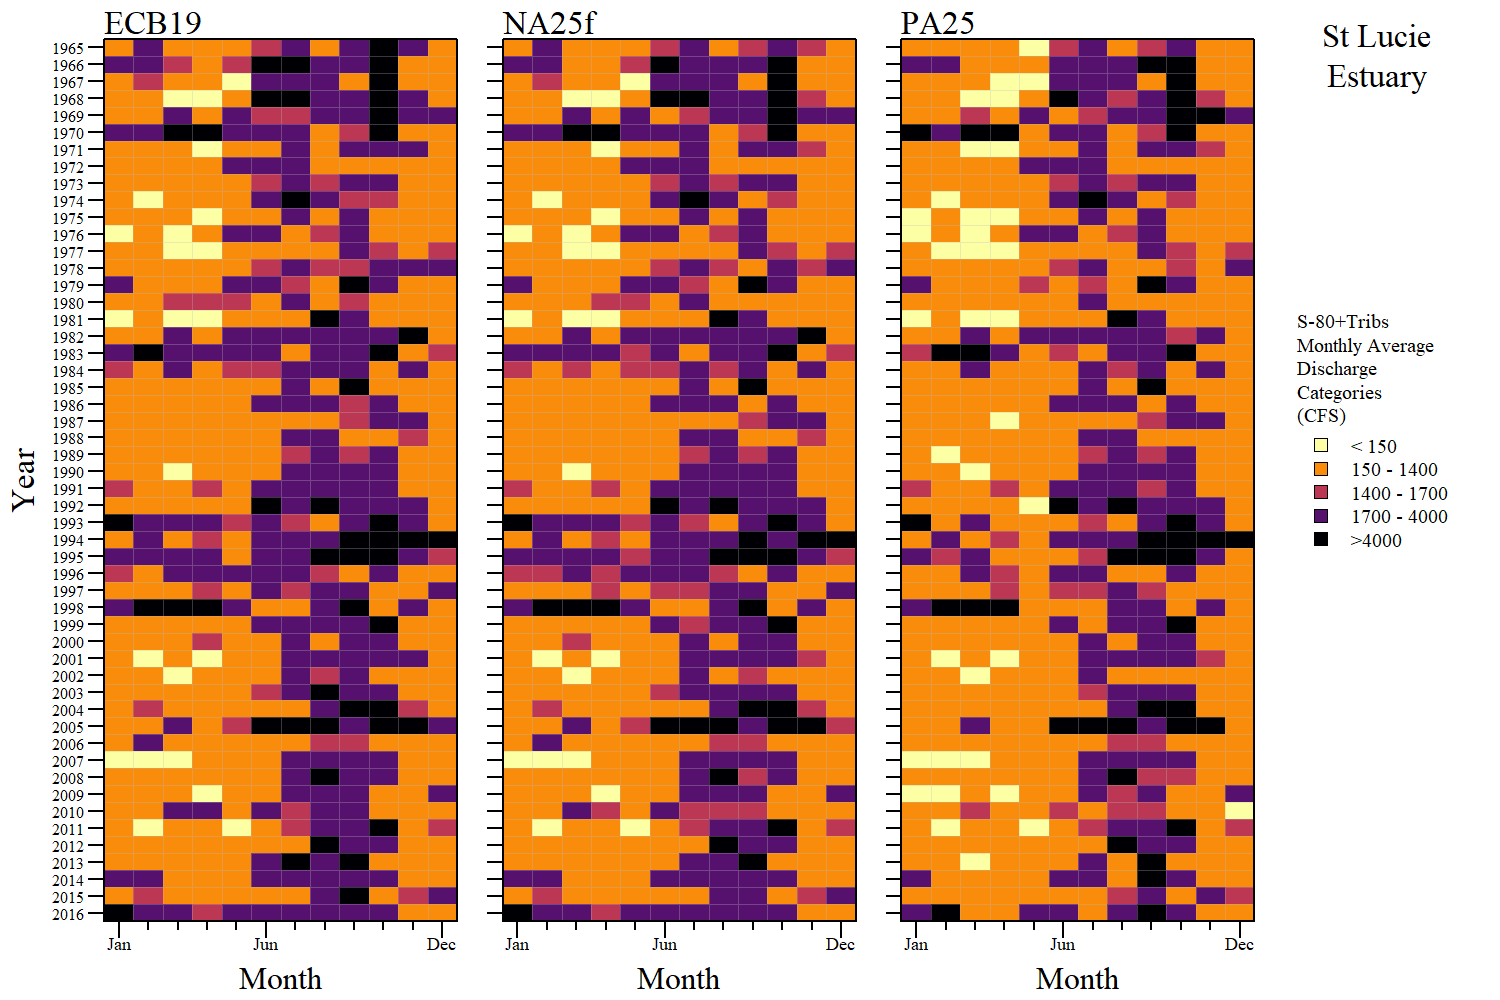 ECB19
NA25f
PA25
St Lucie
Estuary
Year
1965
1966
1967
1968
1969
1970
1971
1972
1973
1974
1975
1976
1977
1978
1979
1980
1981
1982
1983
1984
1985
1986
1987
1988
1989
1990
1991
1992
1993
1994
1995
1996
1997
1998
1999
2000
2001
2002
2003
2004
2005
2006
2007
2008
2009
2010
2011
2012
2013
2014
2015
2016
S-80+Tribs
Monthly Average
Discharge
Categories
(CFS)
< 150
150 - 1400
1400 - 1700
1700 - 4000
>4000
Jan Jun Dec
Jan Jun Dec
Jan Jun Dec
Month
Month
Month